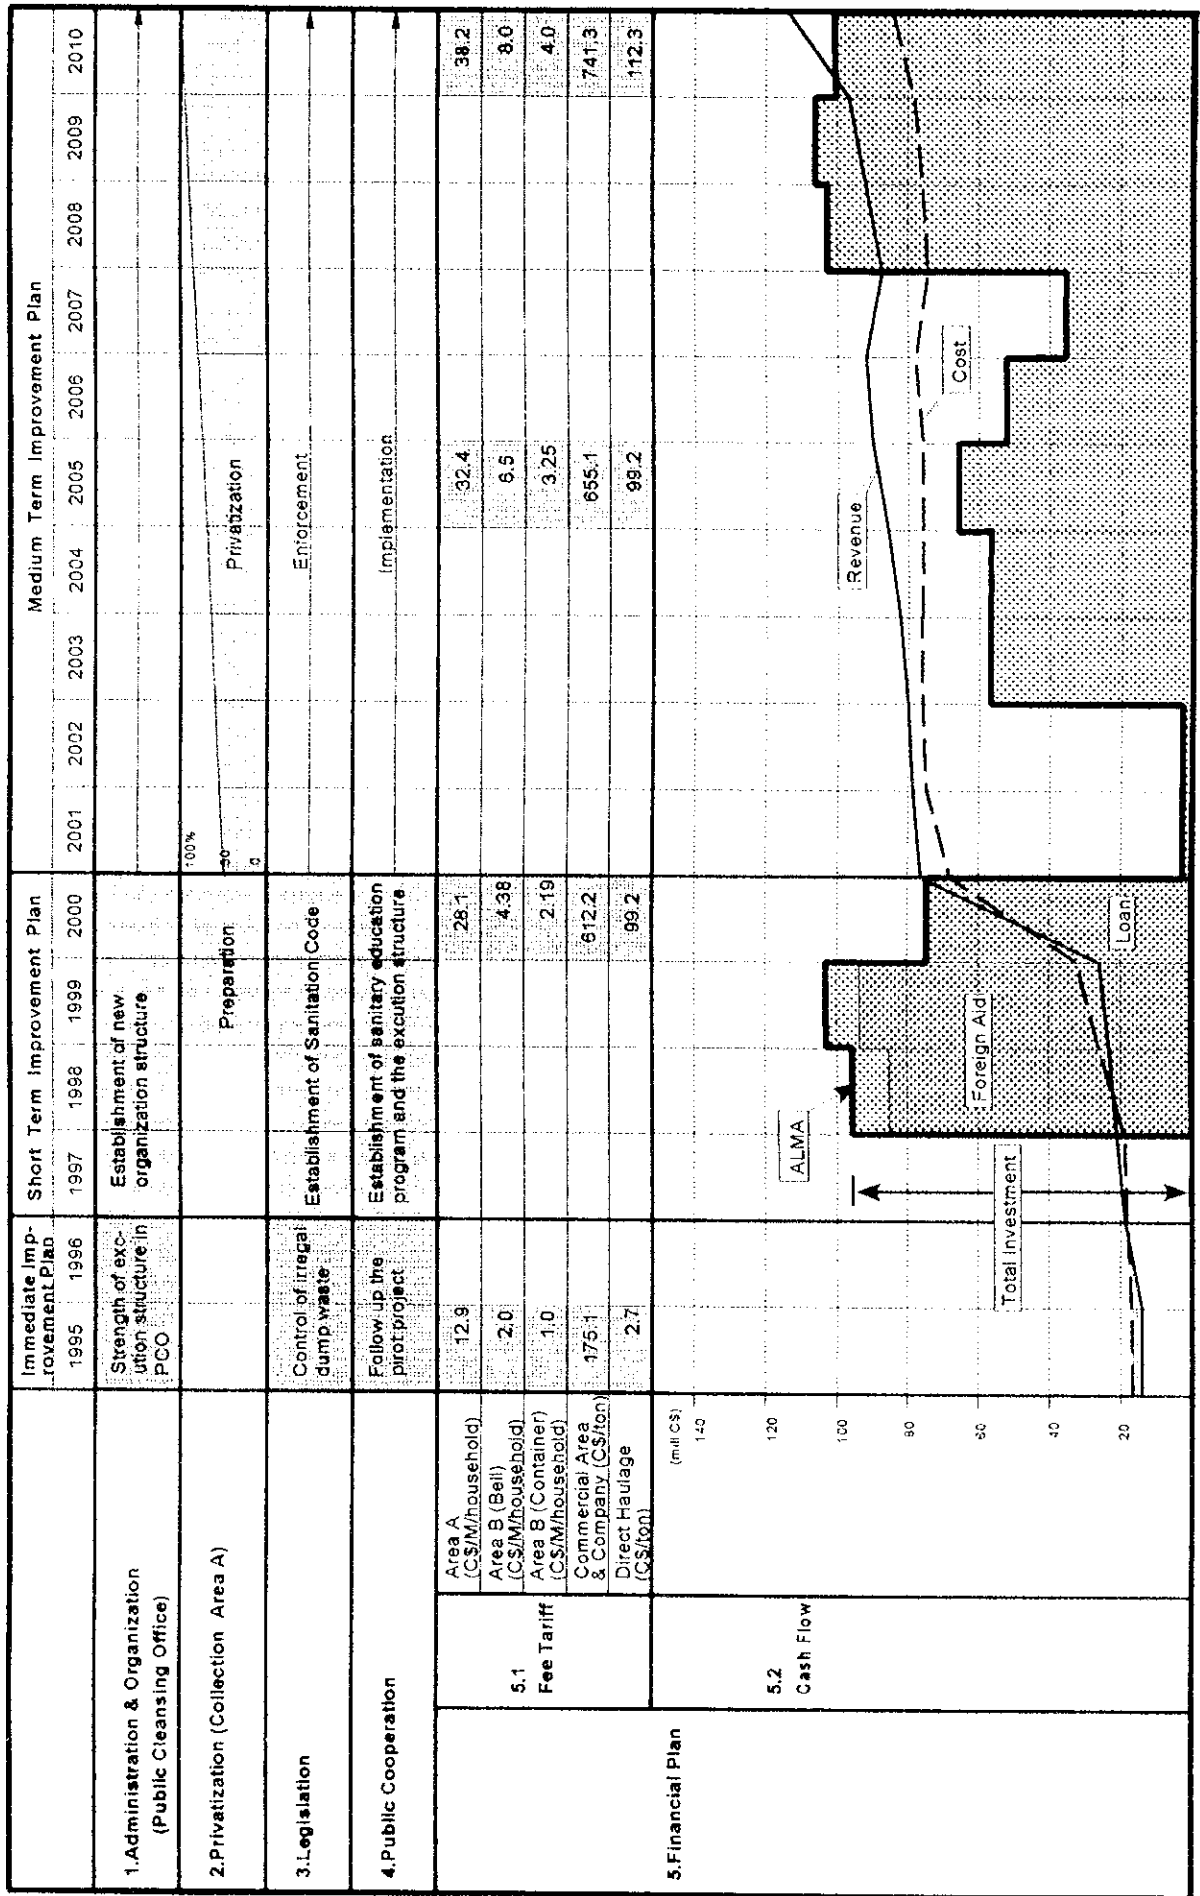 Immediate Imp-
rovement Plan
Short Term Improvement Plan
Medium Term Improvement Plan
1995 1996 1997 1998 1999 2000 2001 2002 2003 2004 2005 2006 2007 2008 2009 2010
1.Administration & Organization
(Public Cleansing Office)
Strength of exc-
ution structure in
PCO
Establishment of new
organization structure
2.Privatization (Collection Area A)
Preparation
100%
50
0
Privatization
3.Legislation
Control of irregal
dump waste
Establishment of Sanitation Code
Enforcement
4.Public Cooperation
Follow up the
pirot project
Establishment of sanitary education
program and the excution structure
Implementation
5.Financial Plan
5.1
Fee Tariff
Area A
(C$/M/household)
12.9 28.1 32.4 38.2
Area B (Bell)
(C$/M/household)
2.0 4.38 6.5 8.0
Area B (Container)
(C$/M/household)
1.0 2.19 3.25 4.0
Commercial Area
& Company (C$/ton)
175.1 612.2 655.1 741.3
Direct Haulage
(C$/ton)
2.7 99.2 99.2 112.3
5.2
Cash Flow
(mill C$)
140
120
100
80
60
40
20
Total Investment
ALMA
Foreign Aid
Loan
Revenue
Cost